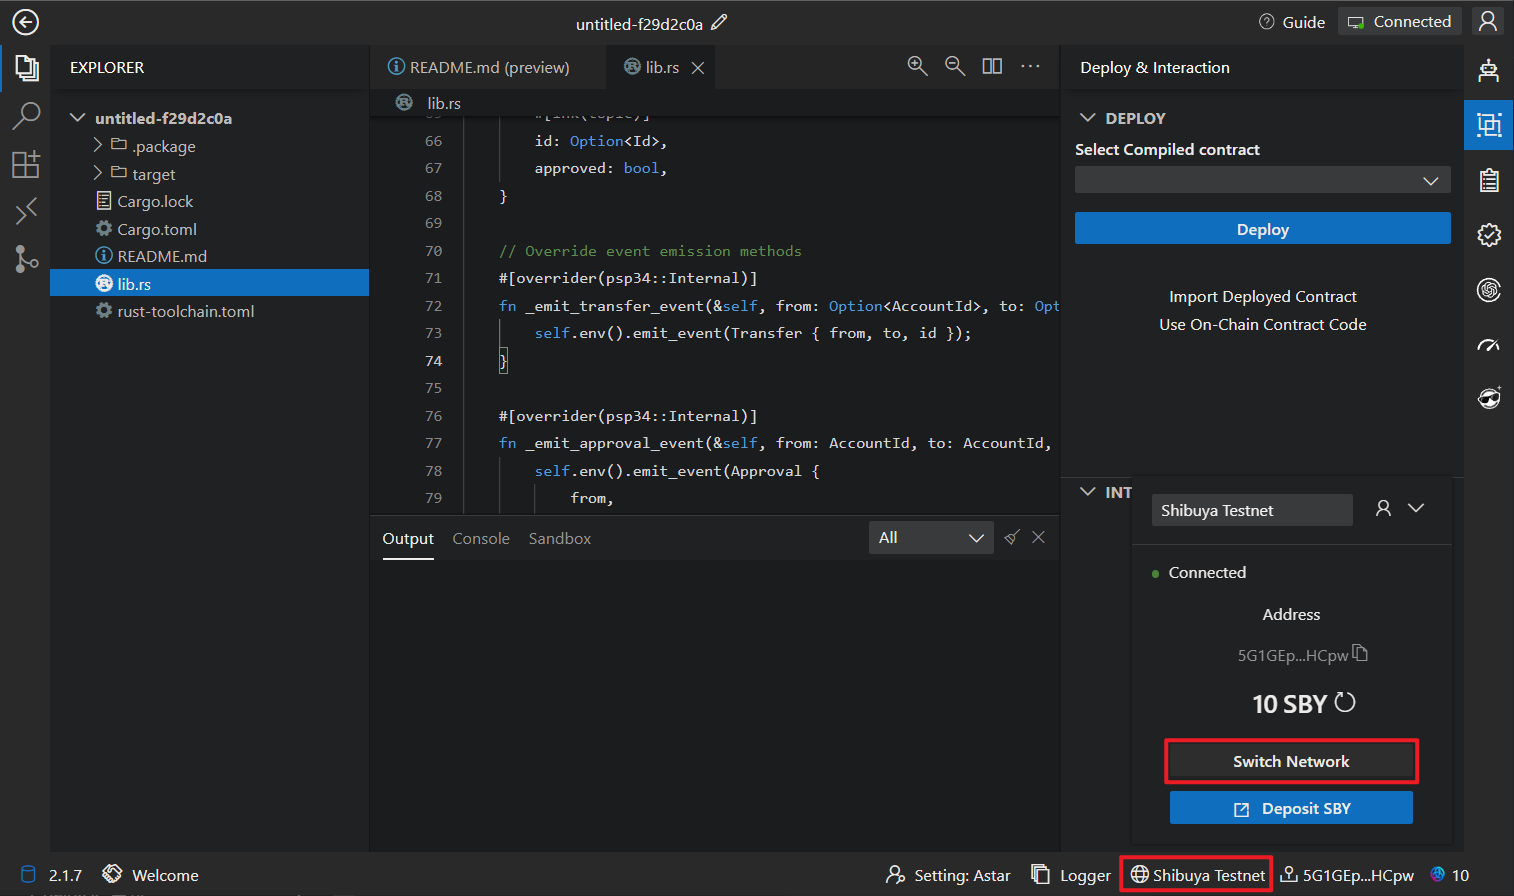 untitled-f29d2c0a
Guide
Connected
EXPLORER
README.md (preview)
lib.rs
Deploy & Interaction
lib.rs
untitled-f29d2c0a
.package
target
Cargo.lock
Cargo.toml
README.md
lib.rs
rust-toolchain.toml
66 id: Option<Id>,
67 approved: bool,
68 }
69
70 // Override event emission methods
71 #[overrider(psp34::Internal)]
72 fn _emit_transfer_event(&self, from: Option<AccountId>, to: Opt
73 self.env().emit_event(Transfer { from, to, id });
74 }
75
76 #[overrider(psp34::Internal)]
77 fn _emit_approval_event(&self, from: AccountId, to: AccountId,
78 self.env().emit_event(Approval {
79 from,
DEPLOY
Select Compiled contract
Deploy
Import Deployed Contract
Use On-Chain Contract Code
INT
Output
Console
Sandbox
All
Shibuya Testnet
Connected
Address
5G1GEp...HCpw
10 SBY
Switch Network
Deposit SBY
2.1.7
Welcome
Setting: Astar
Logger
Shibuya Testnet
5G1GEp...HCpw
10